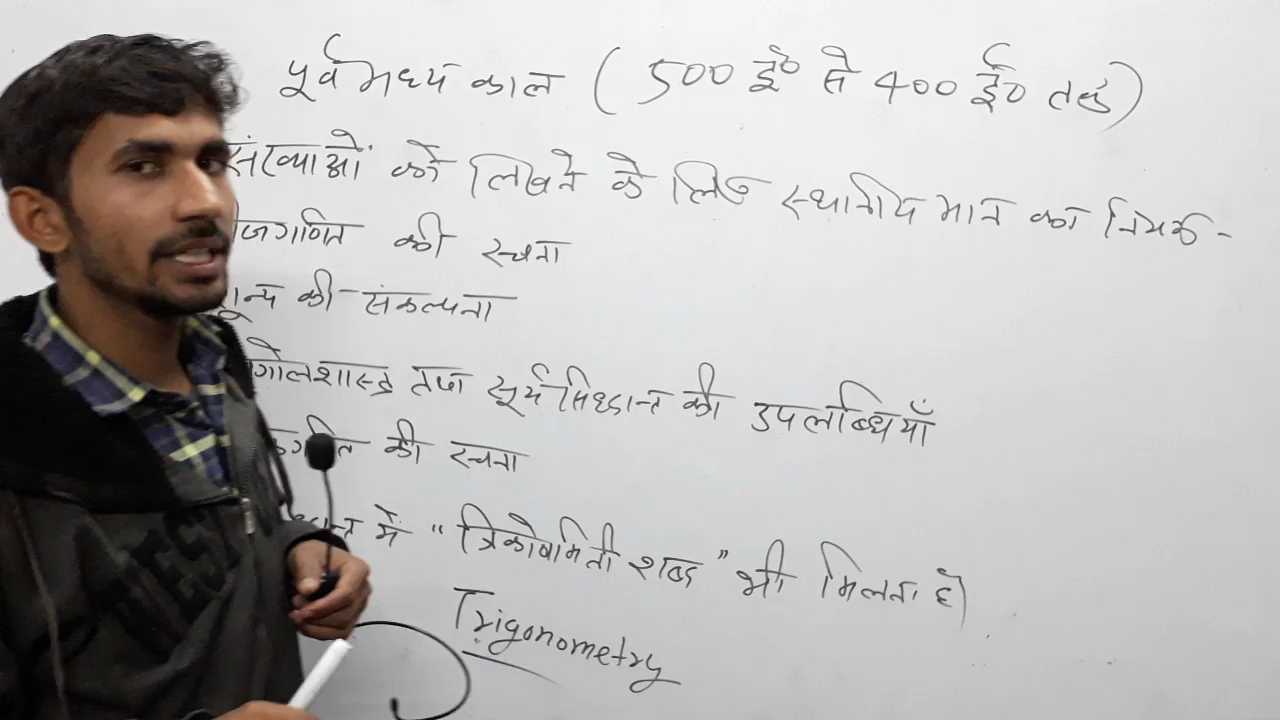 पूर्व मध्य काल ( 500 ई० से 400 ई० तक )
संख्याओं को लिखने के लिए स्थानीय मान का
जगणित की रचना
शून्य की संकल्पना
गोलशास्त्र तथा सूर्य सिध्दान्त की उपलब्धियाँ
की रचना
में " त्रिकोणमिती शब्द " भी मिलता है
Trigonometry